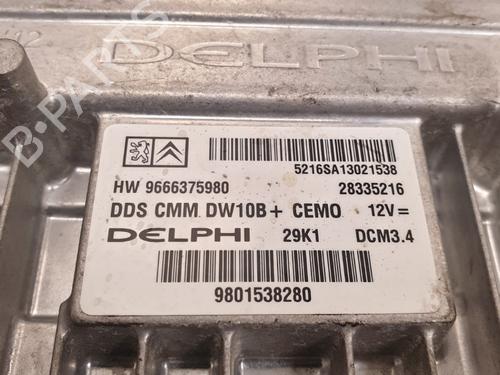 DELPHI
B-PARTS
5216SA13021538
HW 9666375980 28335216
DDS CMM DW10B+ CEMO 12V=
DELPHI 29K1 DCM3.4
9801538280